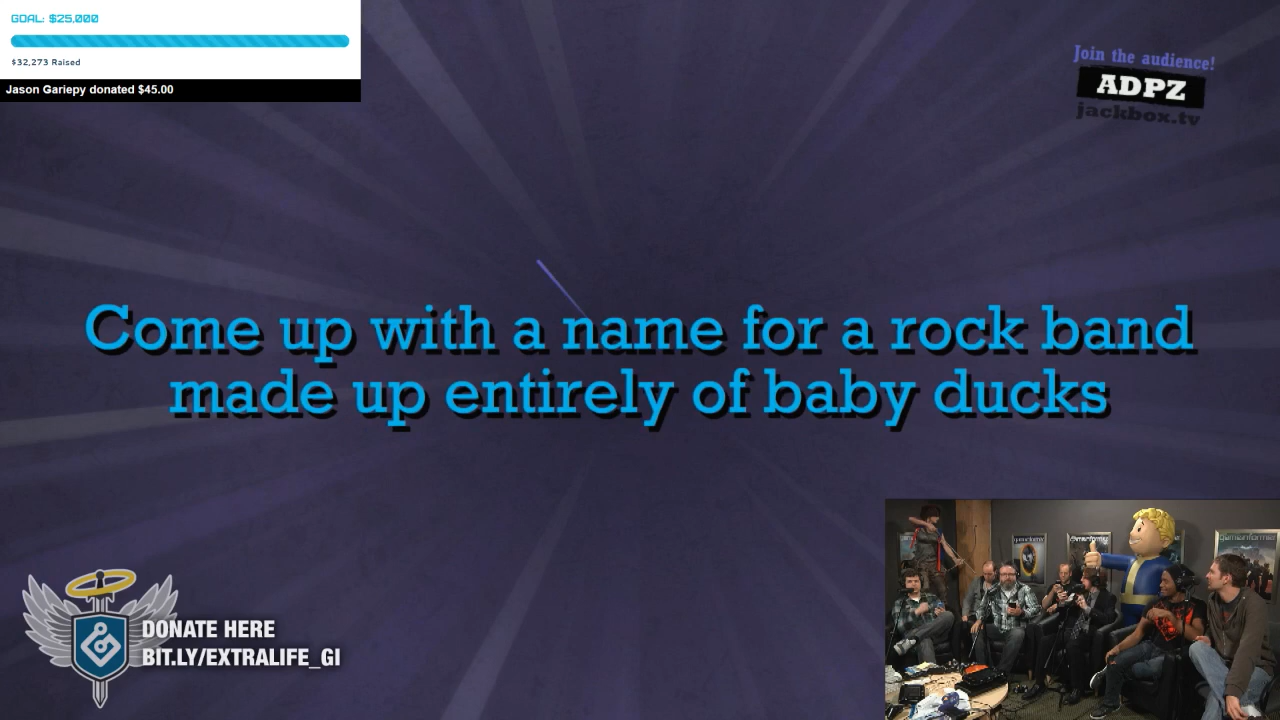 GOAL: $25,000
$32,273 Raised
Jason Gariepy donated $45.00
Join the audience!
ADPZ
jackbox.tv
Come up with a name for a rock band
made up entirely of baby ducks
DONATE HERE
BIT.LY/EXTRALIFE_GI
gameinformer